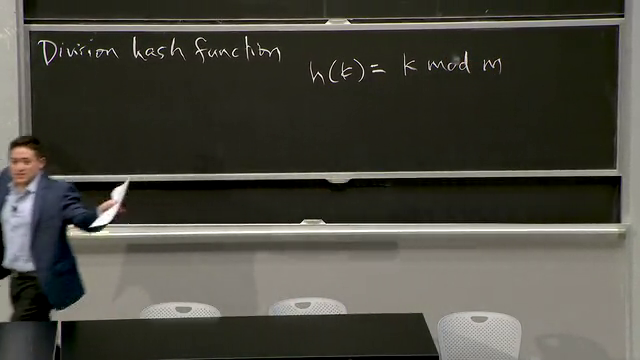 Division hash function
h(k) = k mod m